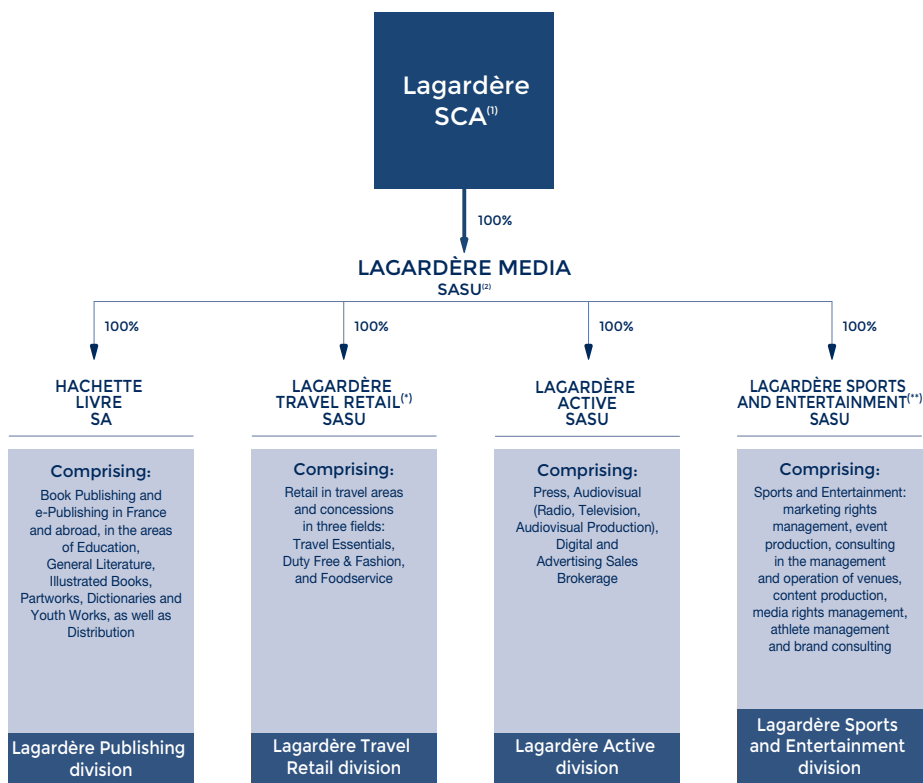 Lagardère
SCA(1)
100%
LAGARDÈRE MEDIA
SASU(2)
100%
100%
100%
100%
HACHETTE
LIVRE
SA
Comprising:
Book Publishing and
e-Publishing in France
and abroad, in the areas
of Education,
General Literature,
Illustrated Books,
Partworks, Dictionaries and
Youth Works, as well as
Distribution
Lagardère Publishing
division
LAGARDÈRE
TRAVEL RETAIL(*)
SASU
Comprising:
Retail in travel areas
and concessions
in three fields:
Travel Essentials,
Duty Free & Fashion,
and Foodservice
Lagardère Travel
Retail division
LAGARDÈRE
ACTIVE
SASU
Comprising:
Press, Audiovisual
(Radio, Television,
Audiovisual Production),
Digital and
Advertising Sales
Brokerage
Lagardère Active
division
LAGARDÈRE SPORTS
AND ENTERTAINMENT(**)
SASU
Comprising:
Sports and Entertainment:
marketing rights
management, event
production, consulting
in the management
and operation of venues,
content production,
media rights management,
athlete management
and brand consulting
Lagardère Sports
and Entertainment
division